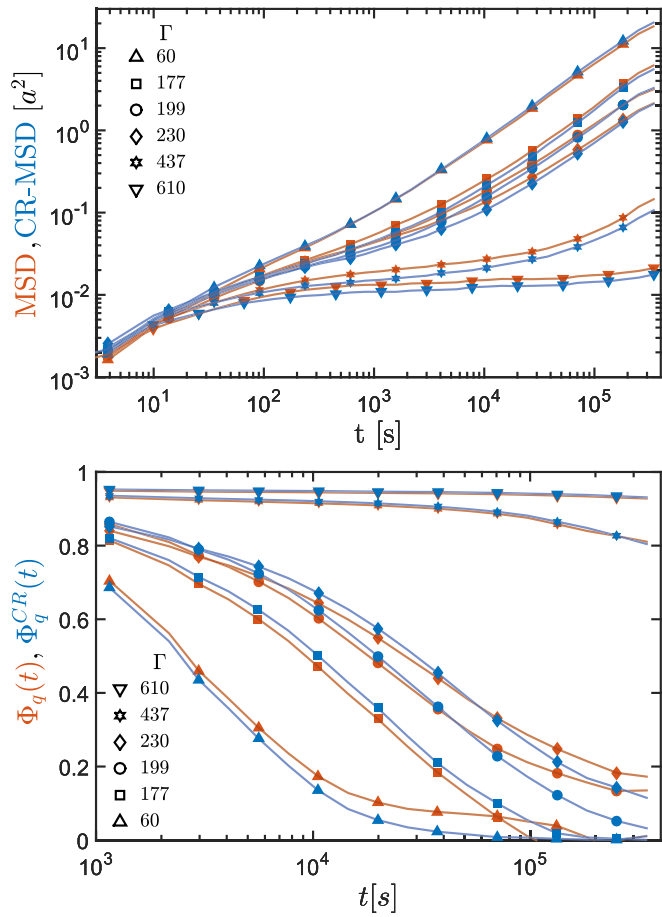 MSD, CR-MSD [a²]
10¹
10⁰
10⁻¹
10⁻²
10⁻³
Γ
60
177
199
230
437
610
10¹ 10² 10³ 10⁴ 10⁵
t [s]
Φq(t), Φq^CR(t)
1
0.8
0.6
0.4
0.2
0
Γ
610
437
230
199
177
60
10³ 10⁴ 10⁵
t[s]